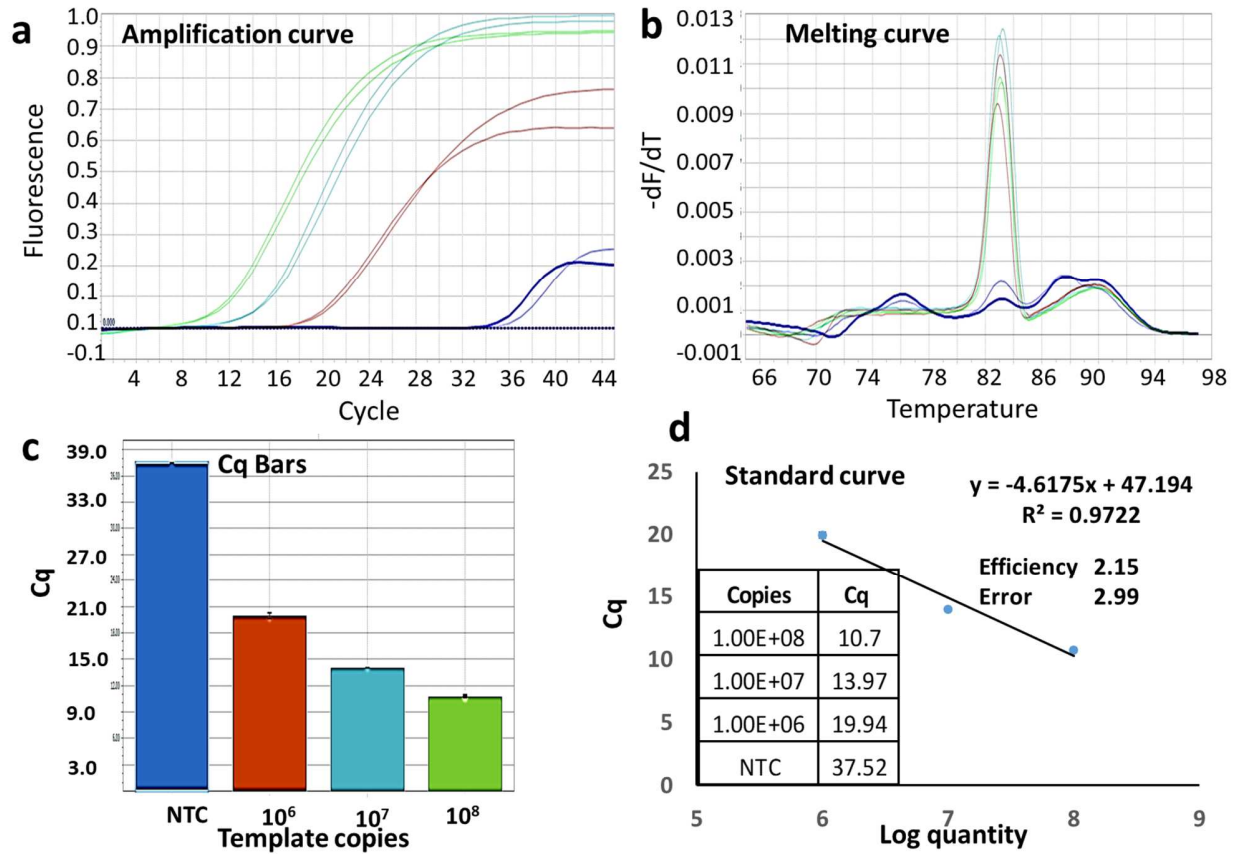 a
Amplification curve
1.0
0.9
0.8
0.7
0.6
0.5
0.4
0.3
0.2
0.1
0.1
-0.1
0.000
Fluorescence
4 8 12 16 20 24 28 32 36 40 44
Cycle
b
Melting curve
0.013
0.011
0.009
0.007
0.005
0.003
0.001
-0.001
-dF/dT
66 70 74 78 82 86 90 94 98
Temperature
c
Cq Bars
39.0
33.0
27.0
21.0
15.0
9.0
3.0
Cq
NTC 10⁶ 10⁷ 10⁸
Template copies
d
Standard curve
y = -4.6175x + 47.194
R² = 0.9722
Efficiency 2.15
Error 2.99
25
20
15
10
5
0
Cq
Copies Cq
1.00E+08 10.7
1.00E+07 13.97
1.00E+06 19.94
NTC 37.52
5 6 7 8 9
Log quantity